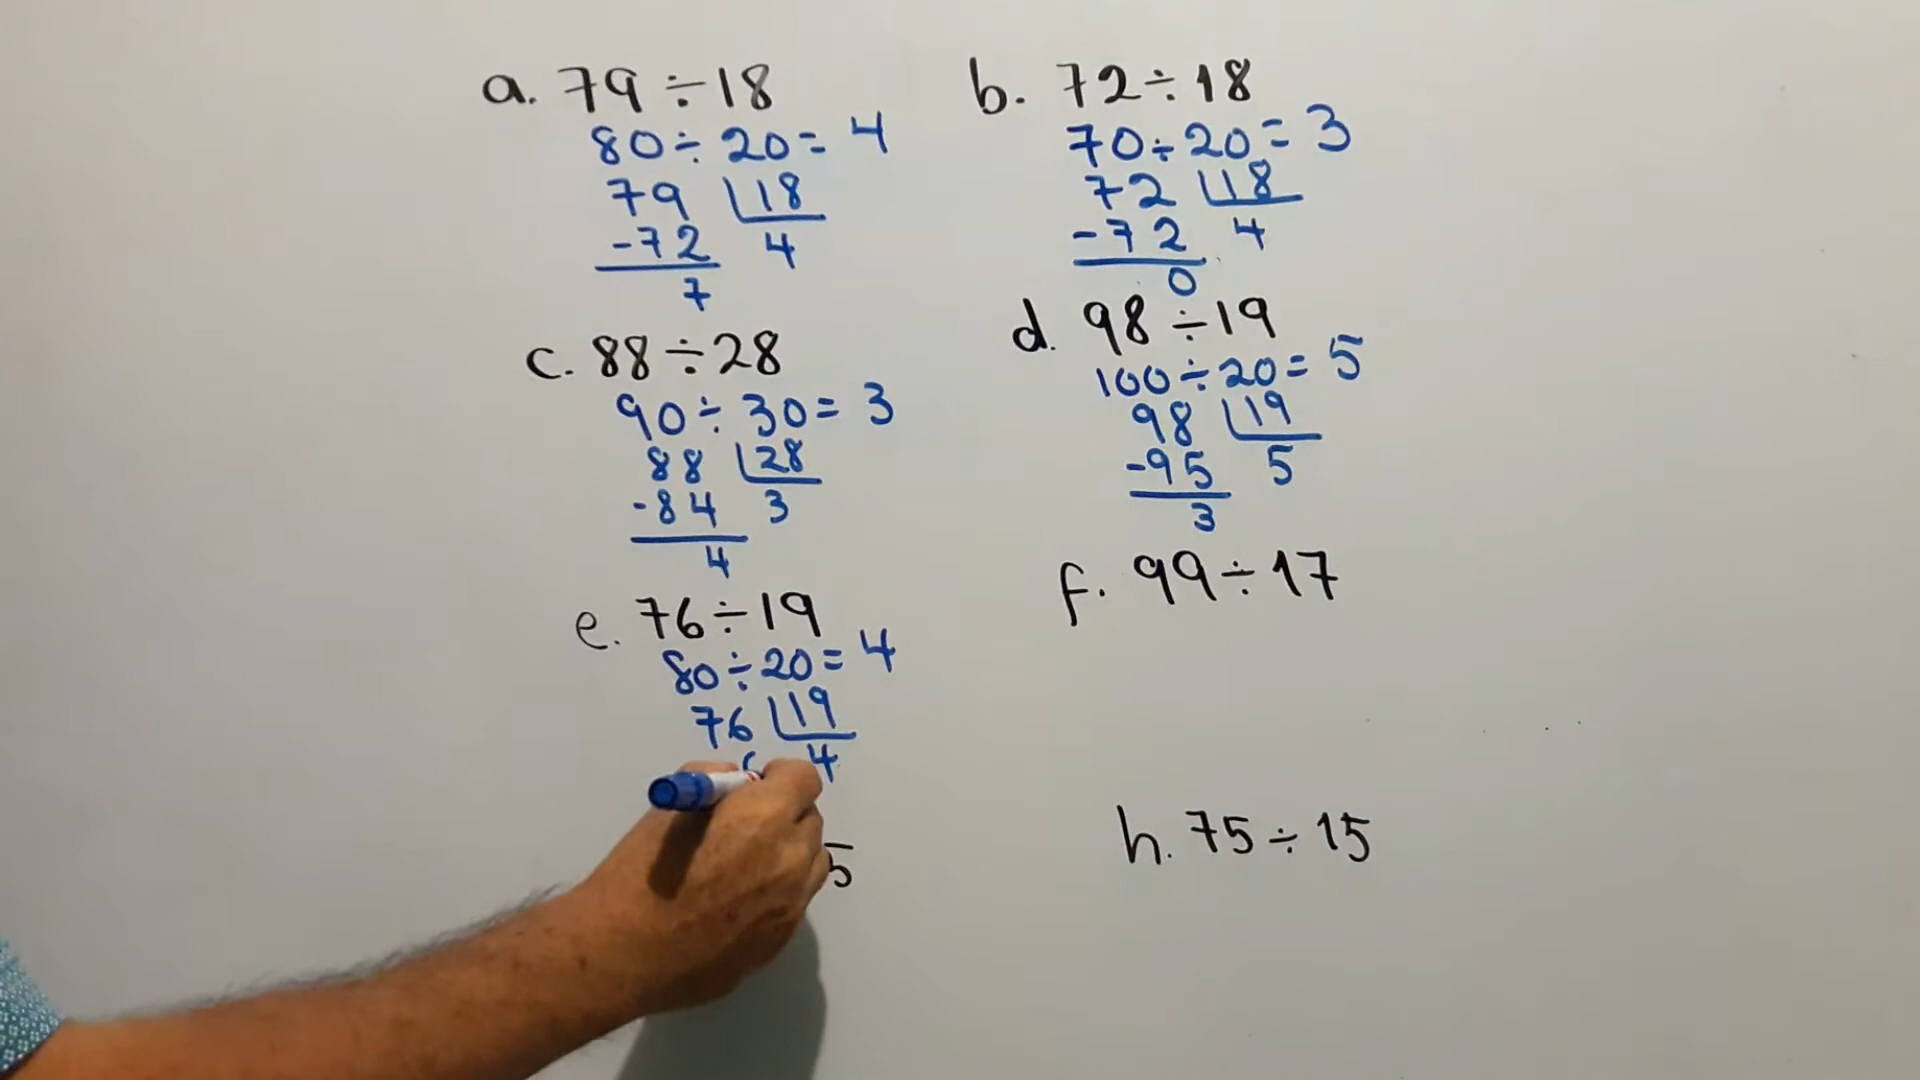 a. 79 ÷ 18
80 ÷ 20 = 4
79 18
-72 4
7
b. 72 ÷ 18
70 ÷ 20 = 3
72 18
-72 4
0
c. 88 ÷ 28
90 ÷ 30 = 3
88 28
-84 3
4
d. 98 ÷ 19
100 ÷ 20 = 5
98 19
-95 5
3
e. 76 ÷ 19
80 ÷ 20 = 4
76 19
4
f. 99 ÷ 17
5
h. 75 ÷ 15